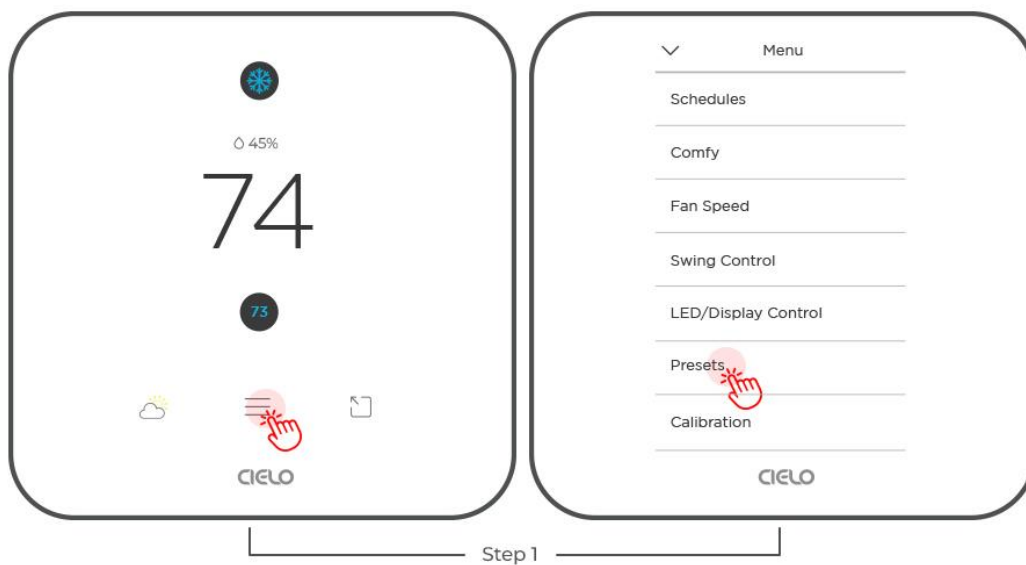 45%
74
73
CIELO
Menu
Schedules
Comfy
Fan Speed
Swing Control
LED/Display Control
Presets
Calibration
CIELO
Step 1